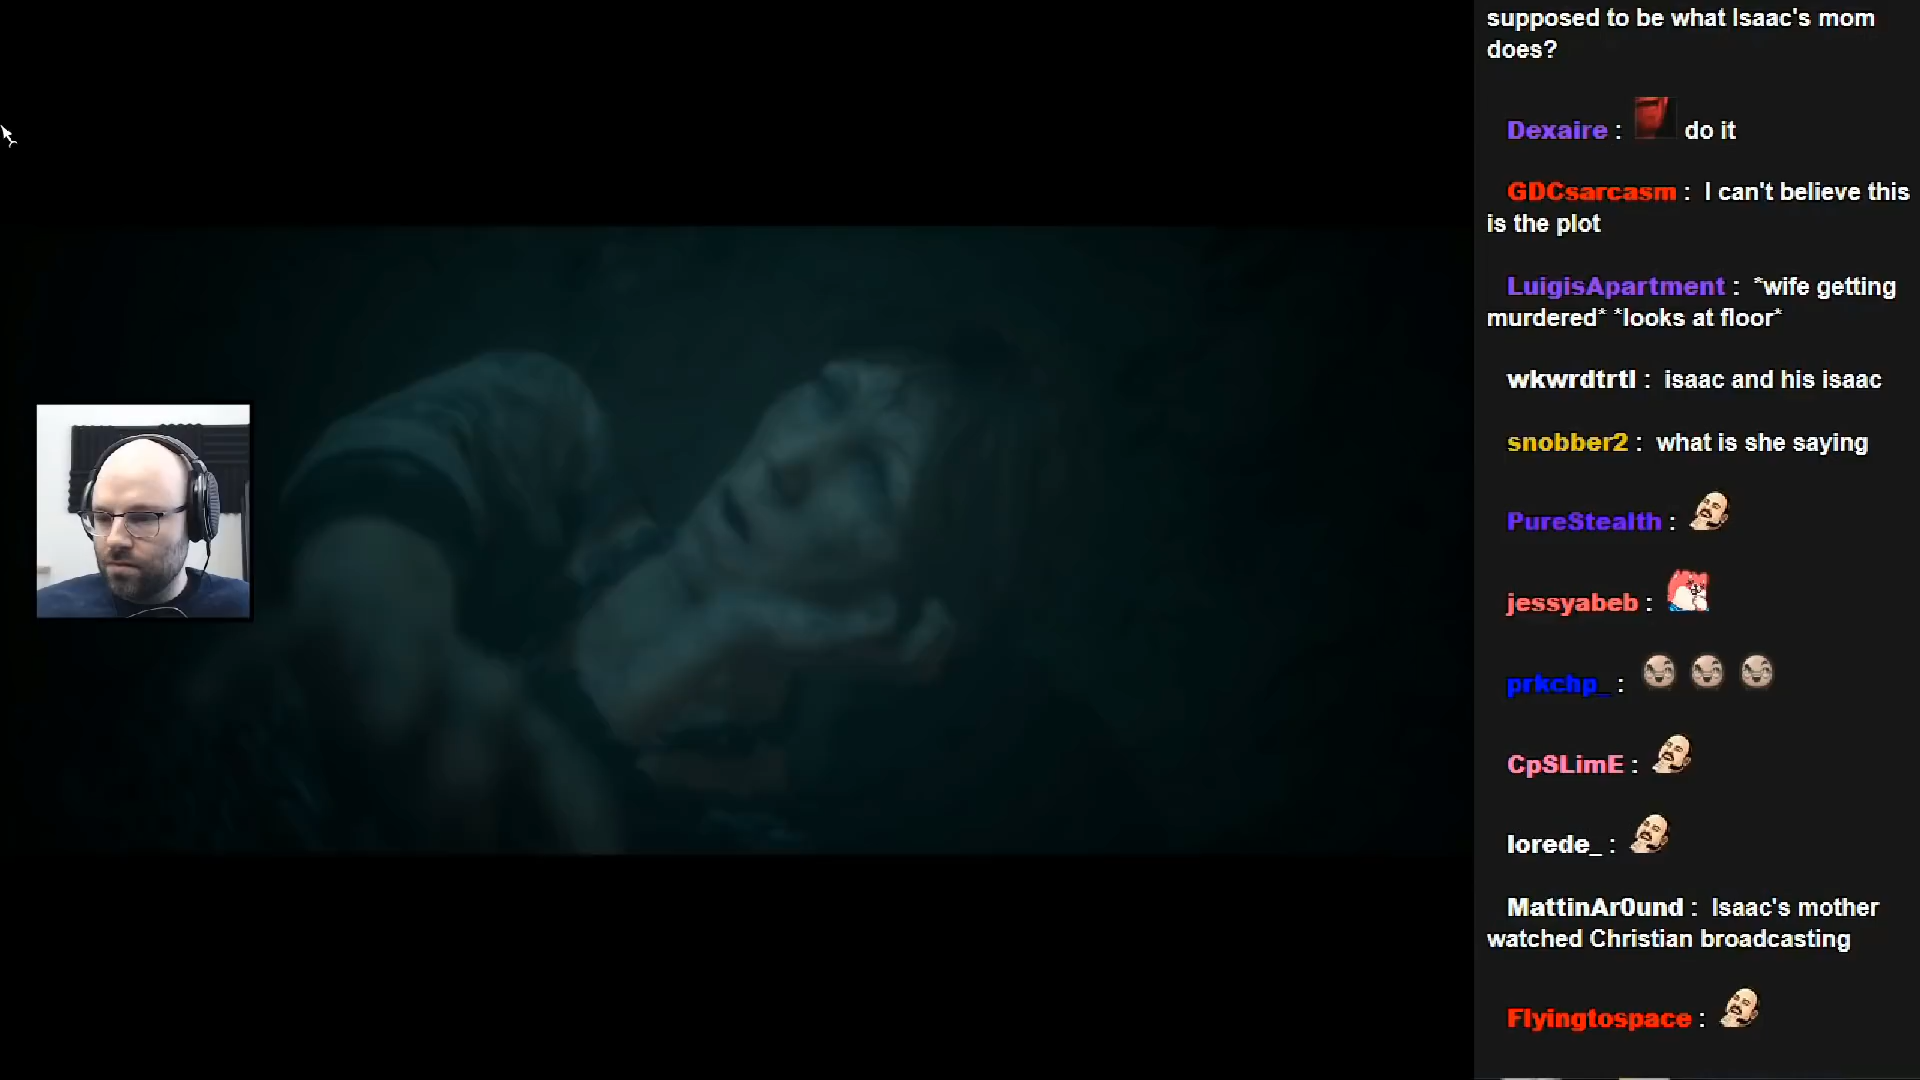 supposed to be what Isaac's mom
does?
Dexaire : do it
GDCsarcasm : I can't believe this
is the plot
LuigisApartment : *wife getting
murdered* *looks at floor*
wkwrdtrtl : isaac and his isaac
snobber2 : what is she saying
PureStealth :
jessyabeb :
prkchp_ :
CpSLimE :
lorede_ :
MattinAr0und : Isaac's mother
watched Christian broadcasting
Flyingtospace :